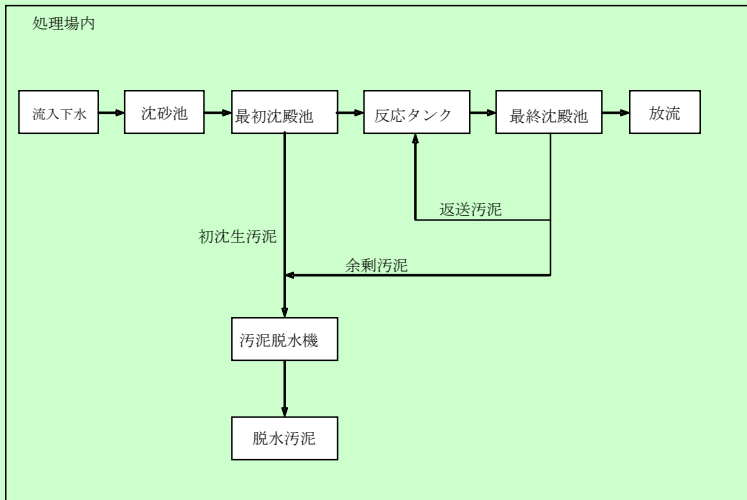 処理場内
流入下水
沈砂池
最初沈殿池
反応タンク
最終沈殿池
放流
返送汚泥
初沈生汚泥
余剰汚泥
汚泥脱水機
脱水汚泥